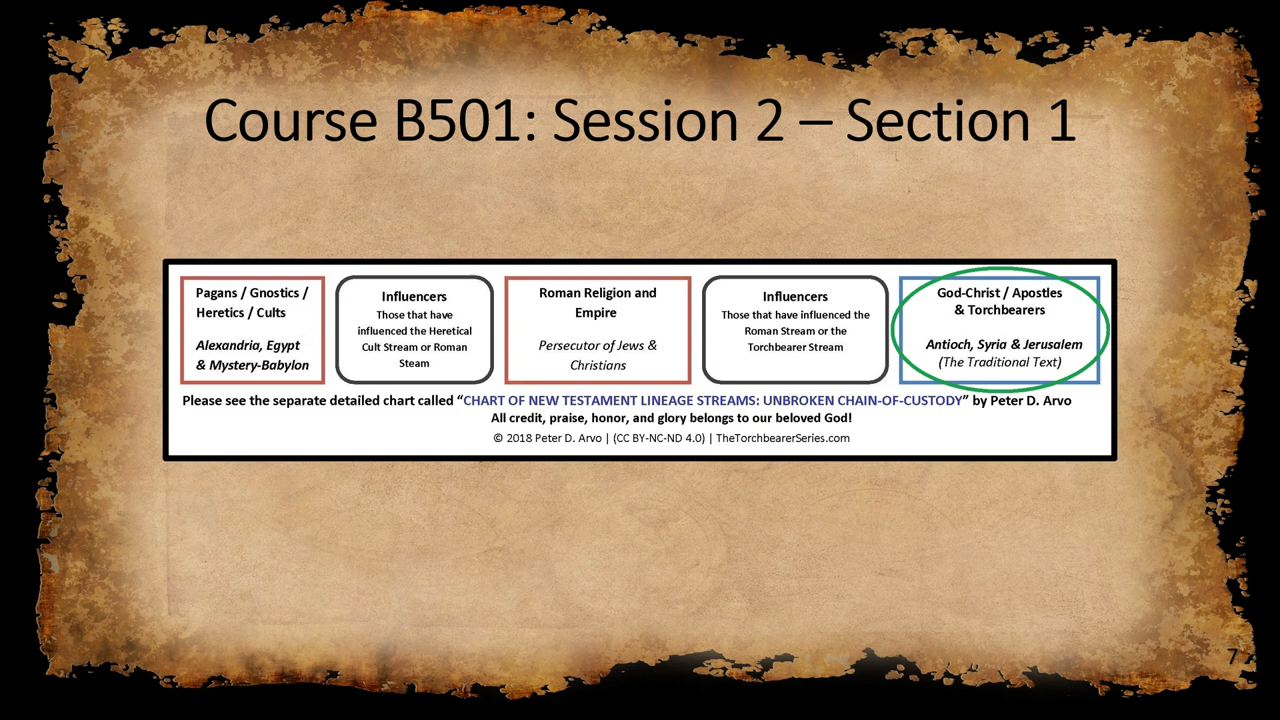 Course B501: Session 2 – Section 1
Pagans / Gnostics /
Heretics / Cults
Alexandria, Egypt
& Mystery-Babylon
Influencers
Those that have
influenced the Heretical
Cult Stream or Roman
Steam
Roman Religion and
Empire
Persecutor of Jews &
Christians
Influencers
Those that have influenced the
Roman Stream or the
Torchbearer Stream
God-Christ / Apostles
& Torchbearers
Antioch, Syria & Jerusalem
(The Traditional Text)
Please see the separate detailed chart called “CHART OF NEW TESTAMENT LINEAGE STREAMS: UNBROKEN CHAIN-OF-CUSTODY” by Peter D. Arvo
All credit, praise, honor, and glory belongs to our beloved God!
© 2018 Peter D. Arvo | (CC BY-NC-ND 4.0) | TheTorchbearerSeries.com
7